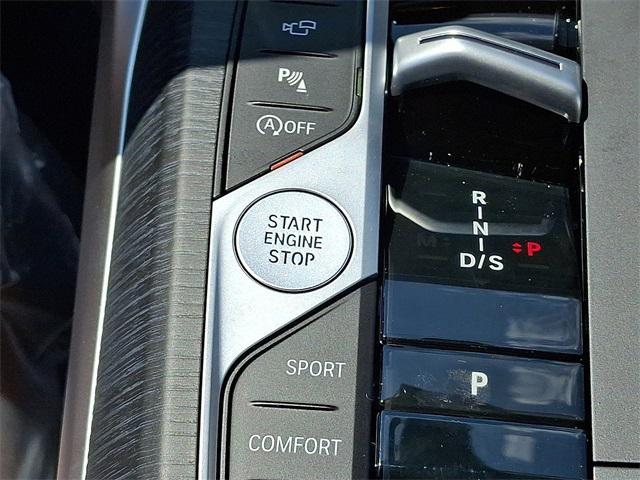 P
A OFF
START
ENGINE
STOP
SPORT
COMFORT
R
N
D/S
M
P
P